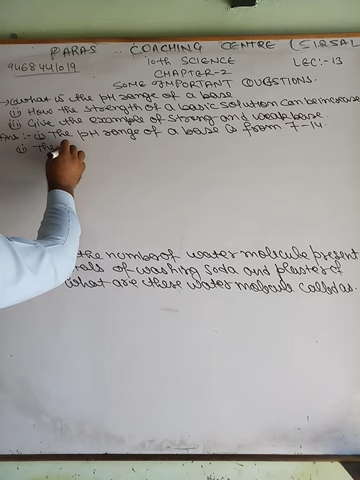 PARAS COACHING CENTRE (SIRSA)
9468441019 10th SCIENCE LEC:-13
CHAPTER-2
SOME IMPORTANT QUESTIONS.
→(i) What is the pH range of a base
(ii) How the strength of a basic solution can be increase
(iii) Give the example of strong and weak base.
Ans:- (i) The pH range of a base is from 7-14.
(ii) The
the number of water molecule present
of washing soda and plaster of
what are these water molecule called as.